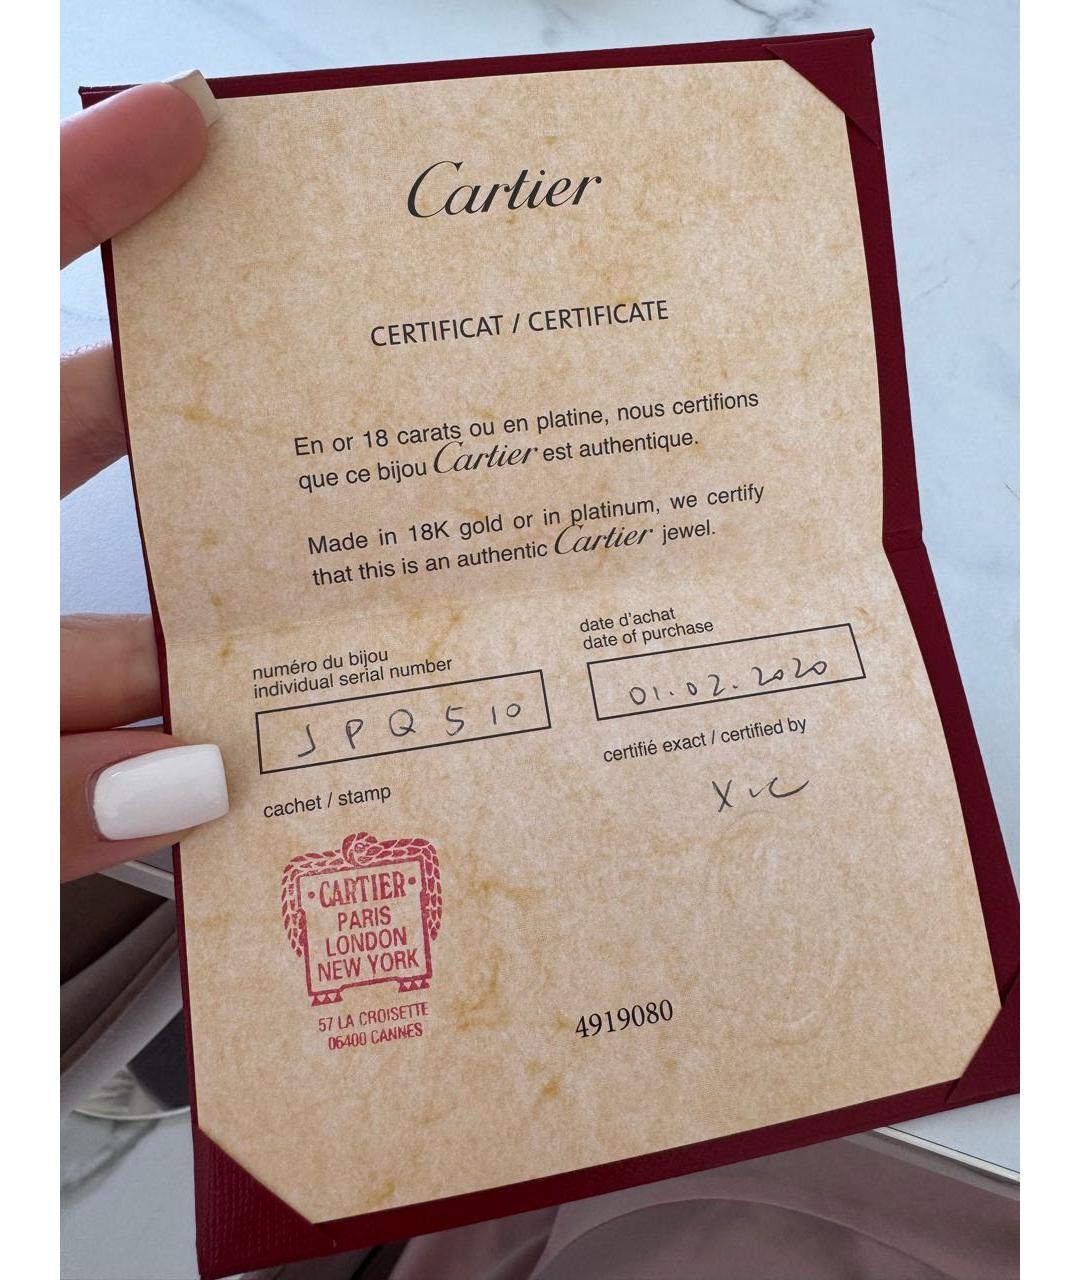 Cartier
CERTIFICAT / CERTIFICATE
En or 18 carats ou en platine, nous certifions
que ce bijou Cartier est authentique.
Made in 18K gold or in platinum, we certify
that this is an authentic Cartier jewel.
numéro du bijou
individual serial number
JPQ510
date d'achat
date of purchase
01.02.2020
certifié exact / certified by
cachet / stamp
CARTIER
PARIS
LONDON
NEW YORK
57 LA CROISETTE
06400 CANNES
4919080